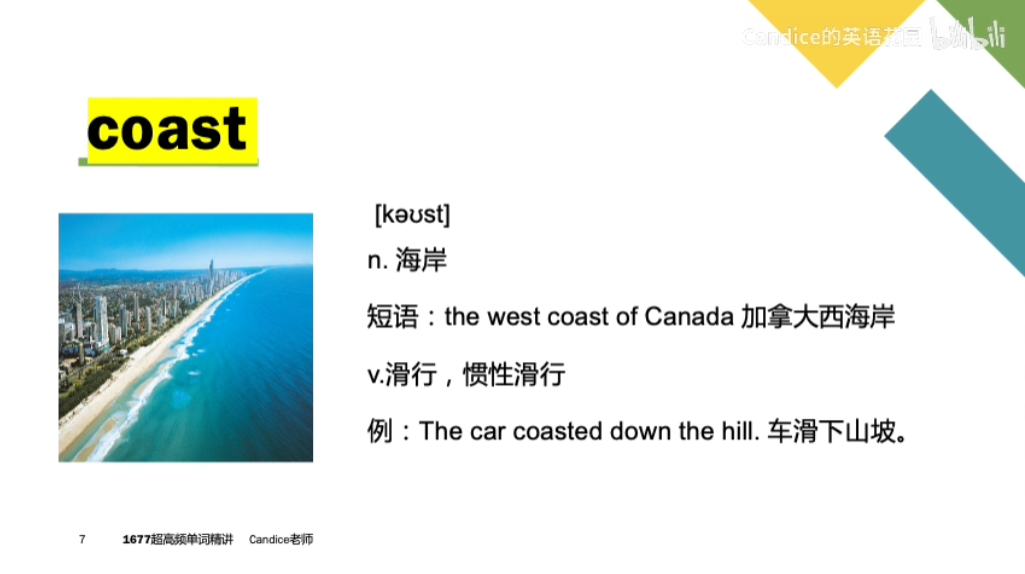 Candice的英语花园 bilibili
coast
[kəʊst]
n. 海岸
短语：the west coast of Canada 加拿大西海岸
v.滑行，惯性滑行
例：The car coasted down the hill. 车滑下山坡。
7 1677超高频单词精讲 Candice老师